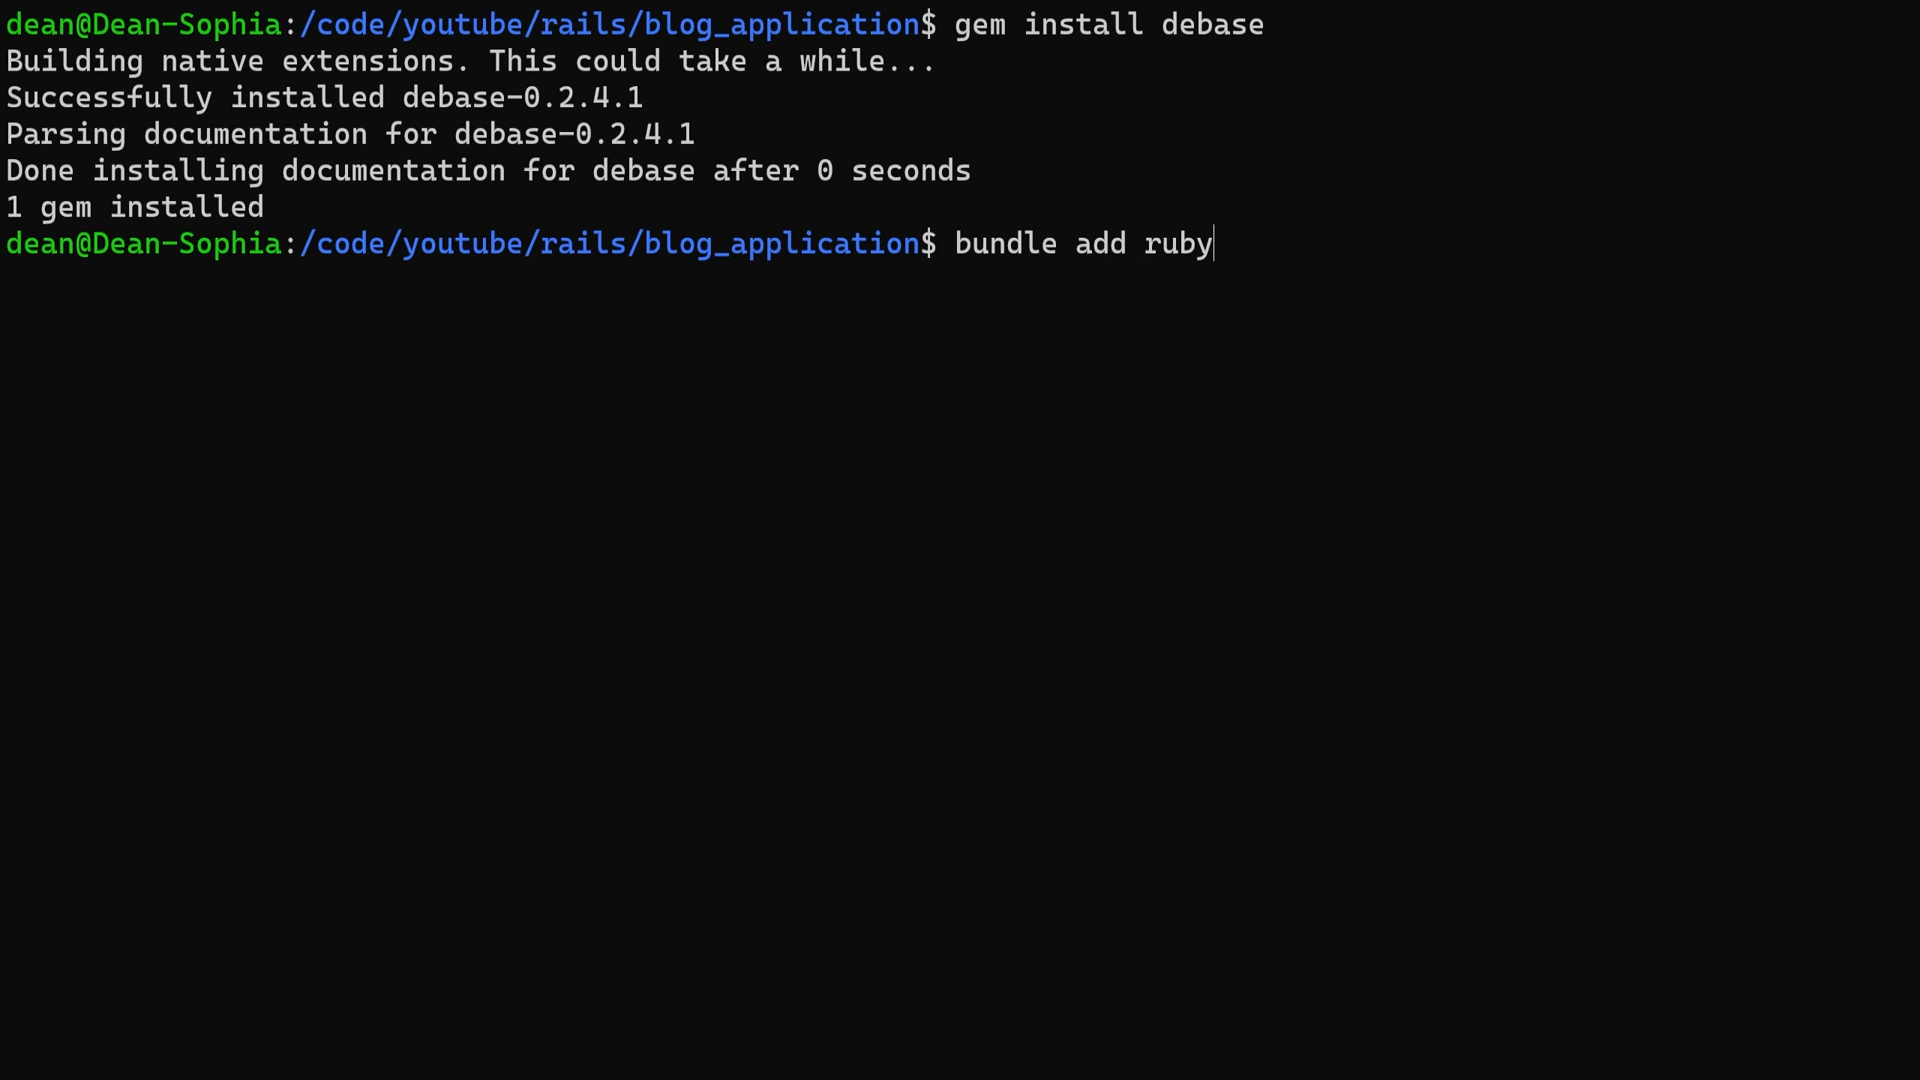 dean@Dean-Sophia:/code/youtube/rails/blog_application$ gem install debase
Building native extensions. This could take a while...
Successfully installed debase-0.2.4.1
Parsing documentation for debase-0.2.4.1
Done installing documentation for debase after 0 seconds
1 gem installed
dean@Dean-Sophia:/code/youtube/rails/blog_application$ bundle add ruby